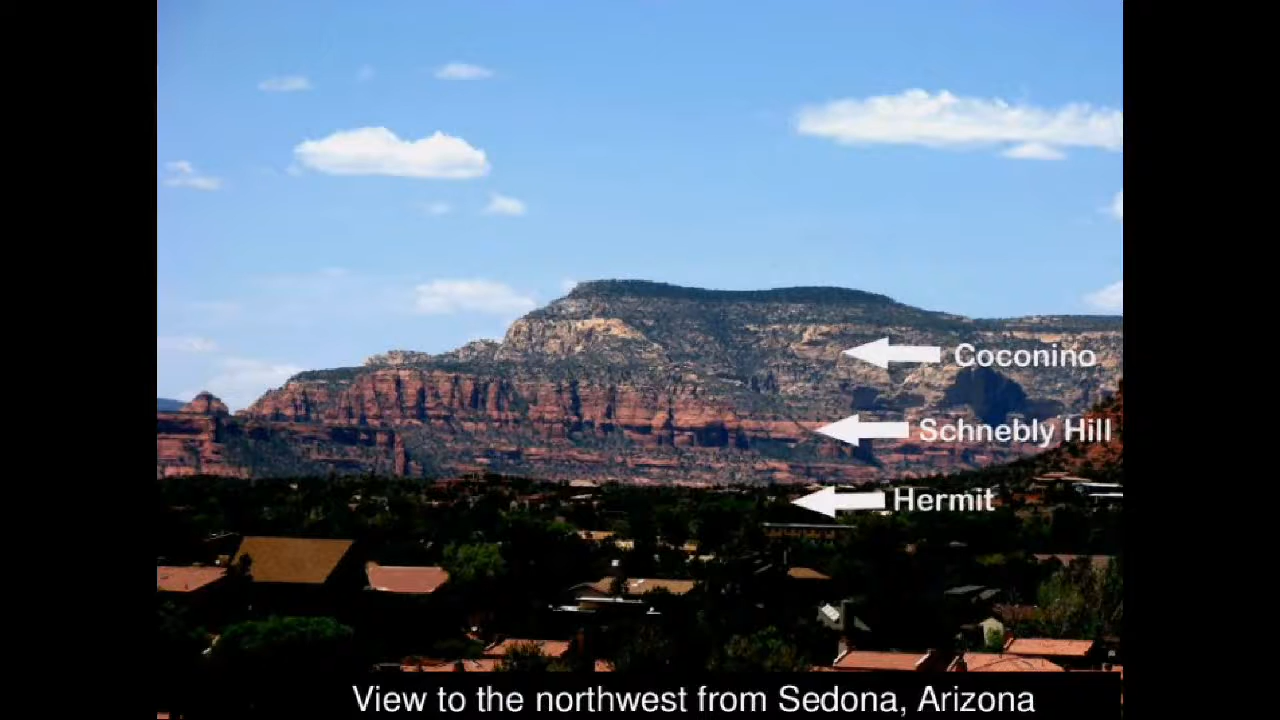 Coconino
Schnebly Hill
Hermit
View to the northwest from Sedona, Arizona